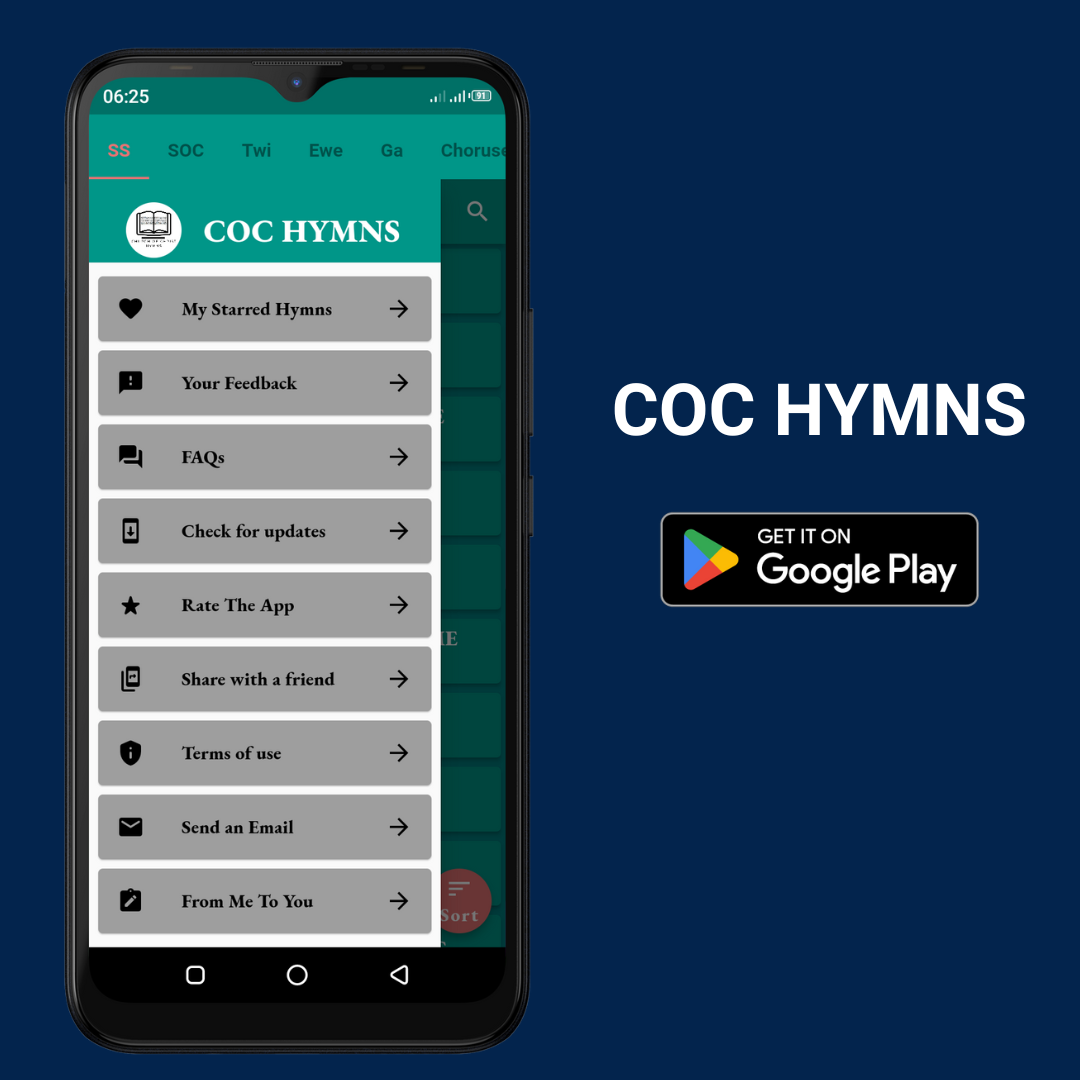 06:25
91
SS SOC Twi Ewe Ga Choruse
COC HYMNS
My Starred Hymns
Your Feedback
FAQs
Check for updates
Rate The App
Share with a friend
Terms of use
Send an Email
From Me To You
Sort
COC HYMNS
GET IT ON
Google Play